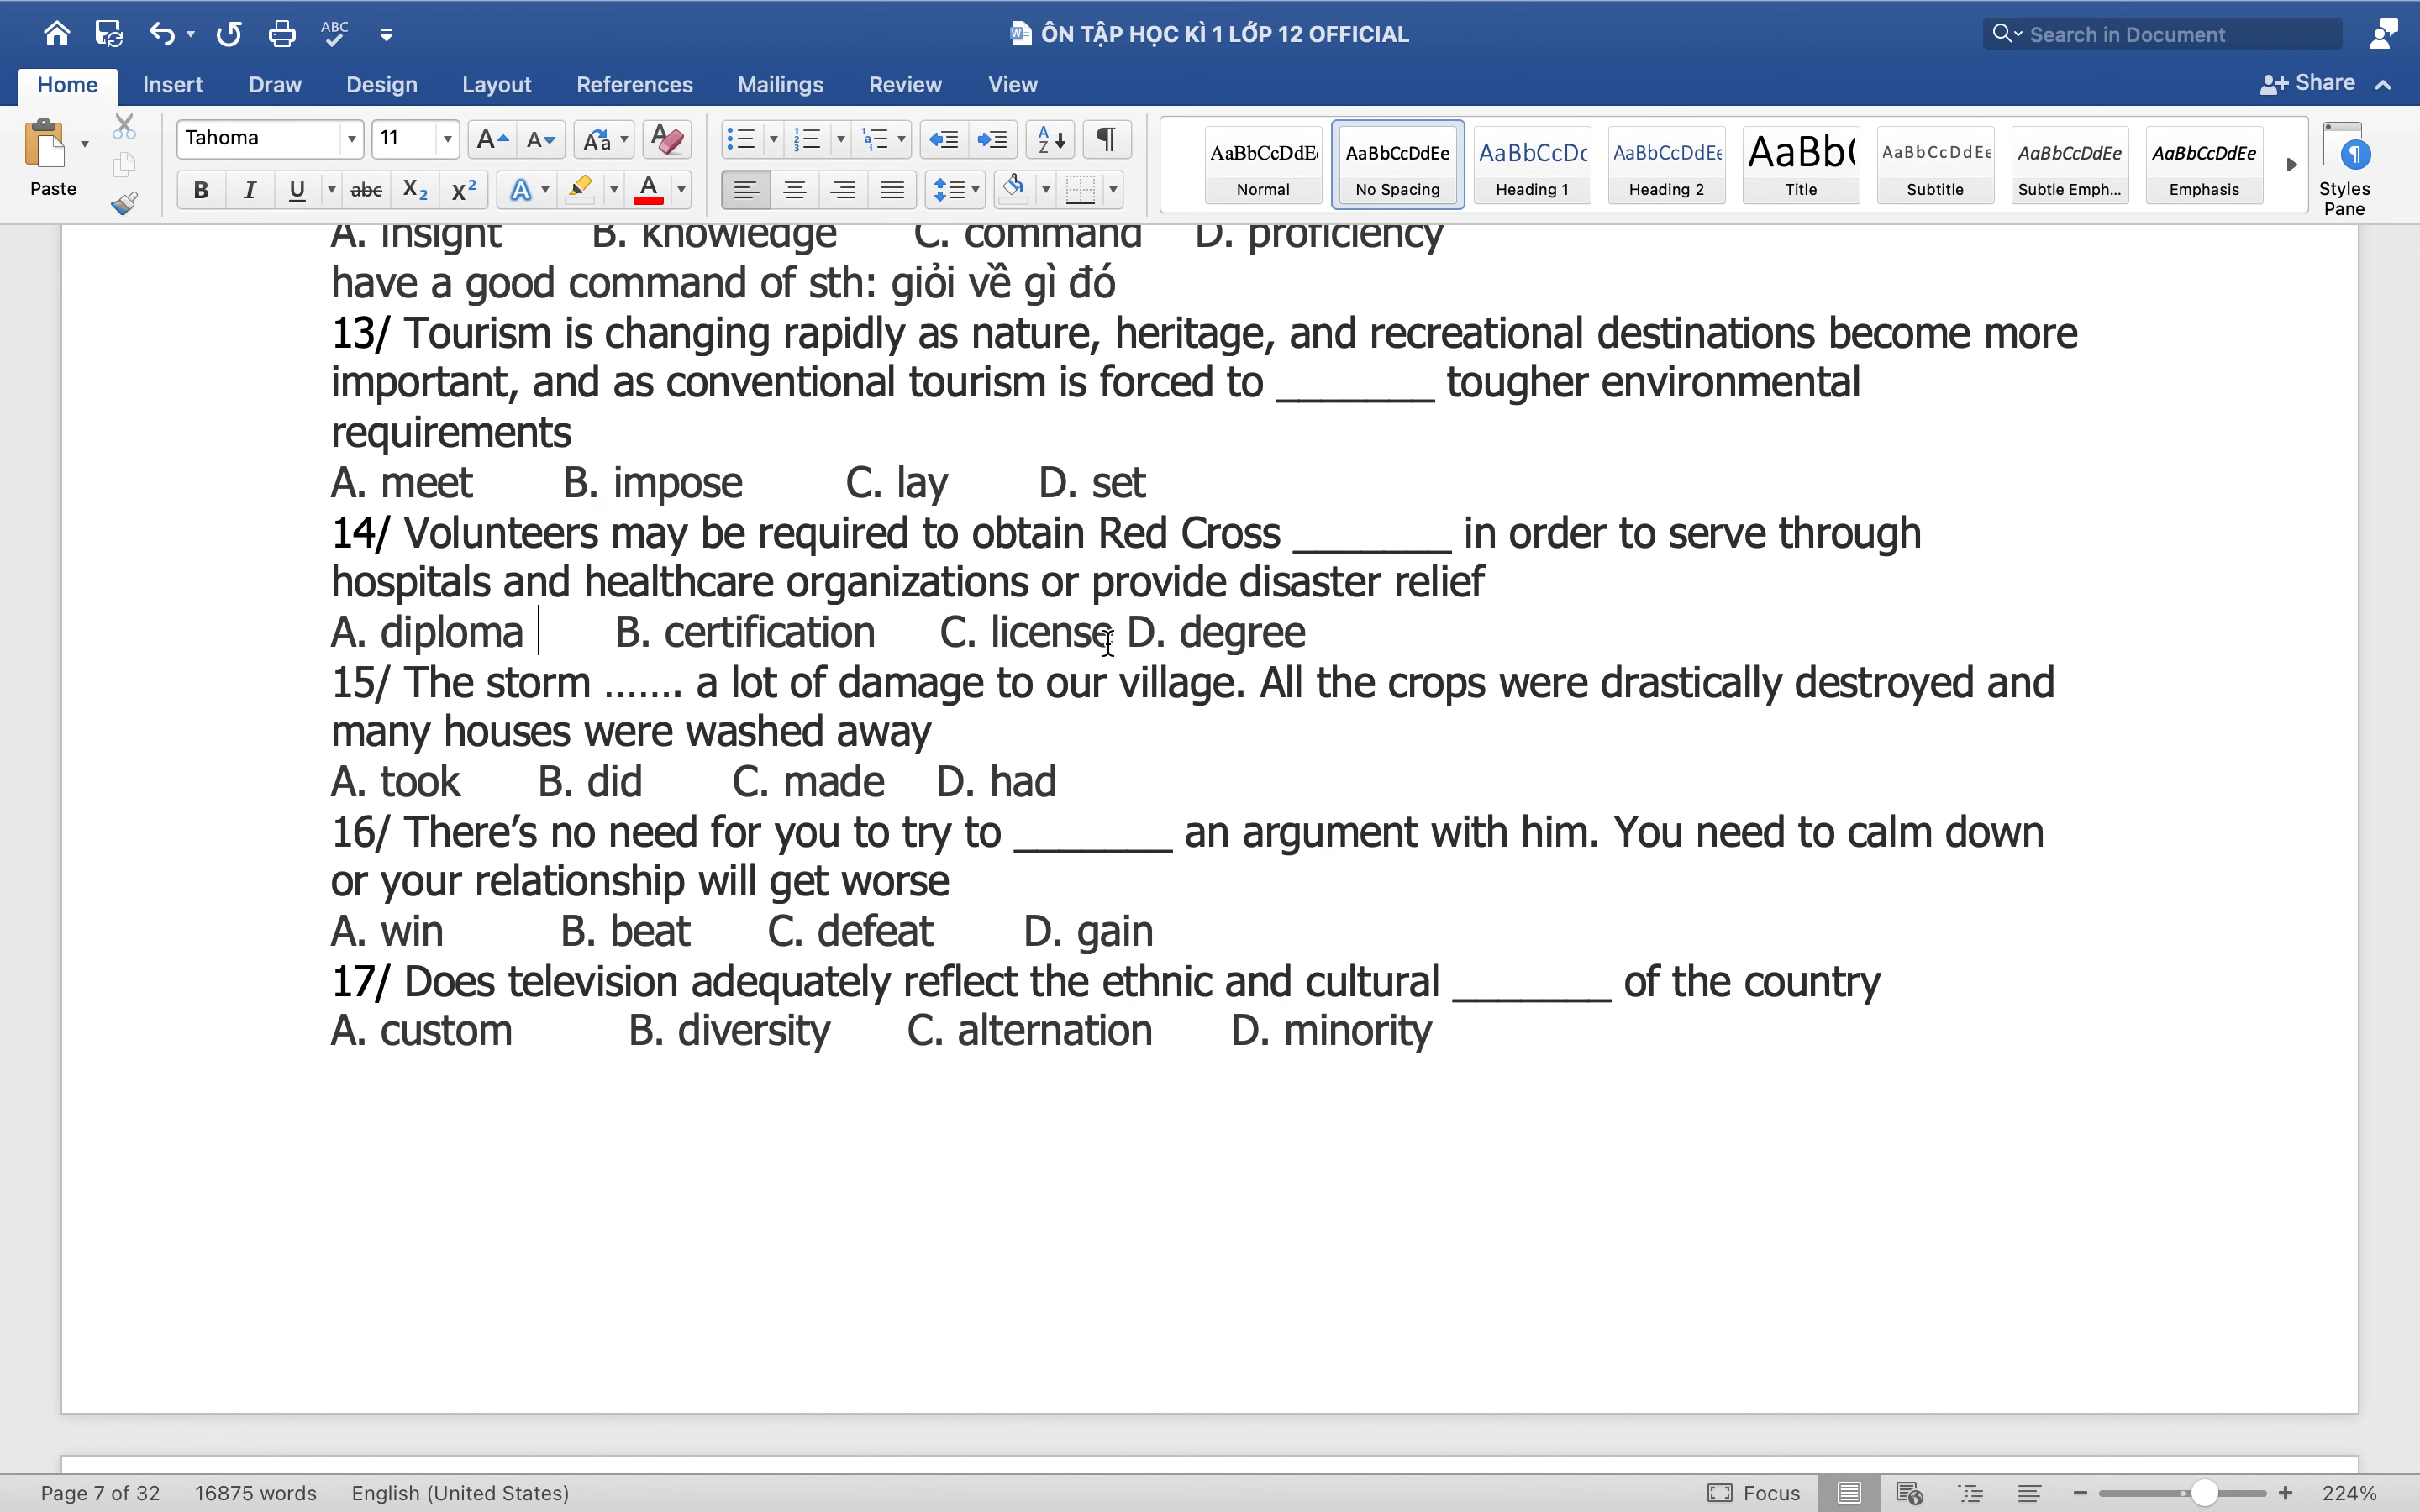 ÔN TẬP HỌC KÌ 1 LỚP 12 OFFICIAL
Search in Document
ABC
Home Insert Draw Design Layout References Mailings Review View Share
Paste
Tahoma 11
AaBbCcDdEe AaBbCcDdEe AaBbCcDc AaBbCcDdEe AaBb( AaBbCcDdEe AaBbCcDdEe AaBbCcDdEe
Normal No Spacing Heading 1 Heading 2 Title Subtitle Subtle Emph... Emphasis
Styles Pane
A. insight B. knowledge C. command D. proficiency
have a good command of sth: giỏi về gì đó
13/ Tourism is changing rapidly as nature, heritage, and recreational destinations become more
important, and as conventional tourism is forced to _______ tougher environmental
requirements
A. meet B. impose C. lay D. set
14/ Volunteers may be required to obtain Red Cross _______ in order to serve through
hospitals and healthcare organizations or provide disaster relief
A. diploma B. certification C. license D. degree
15/ The storm ....... a lot of damage to our village. All the crops were drastically destroyed and
many houses were washed away
A. took B. did C. made D. had
16/ There’s no need for you to try to _______ an argument with him. You need to calm down
or your relationship will get worse
A. win B. beat C. defeat D. gain
17/ Does television adequately reflect the ethnic and cultural _______ of the country
A. custom B. diversity C. alternation D. minority
Page 7 of 32 16875 words English (United States) Focus 224%